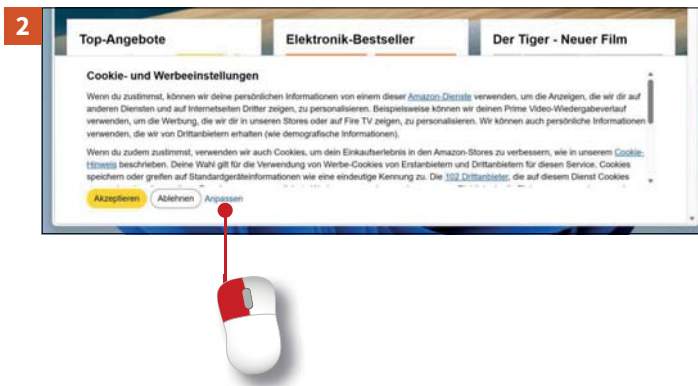 2
Top-Angebote
Elektronik-Bestseller
Der Tiger - Neuer Film
Cookie- und Werbeeinstellungen
Wenn du zustimmst, können wir deine persönlichen Informationen von einem dieser Amazon-Dienste verwenden, um die Anzeigen, die wir dir auf
anderen Diensten und auf Internetseiten Dritter zeigen, zu personalisieren. Beispielsweise können wir deinen Prime Video-Wiedergabeverlauf
verwenden, um die Werbung, die wir dir in unseren Stores oder auf Fire TV zeigen, zu personalisieren. Wir können auch persönliche Informationen
verwenden, die wir von Drittanbietern erhalten (wie demografische Informationen).
Wenn du zudem zustimmst, verwenden wir auch Cookies, um dein Einkaufserlebnis in den Amazon-Stores zu verbessern, wie in unserem Cookie-
Hinweis beschrieben. Deine Wahl gilt für die Verwendung von Werbe-Cookies von Erstanbietern und Drittanbietern für diesen Service. Cookies
speichern oder greifen auf Standardgeräteinformationen wie eine eindeutige Kennung zu. Die 102 Drittanbieter, die auf diesem Dienst Cookies
Akzeptieren Ablehnen Anpassen